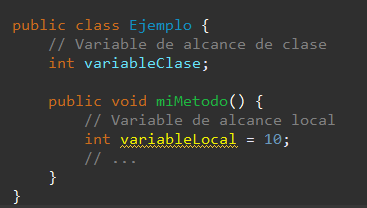 public class Ejemplo {
    // Variable de alcance de clase
    int variableClase;

    public void miMetodo() {
        // Variable de alcance local
        int variableLocal = 10;
        // ...
    }
}